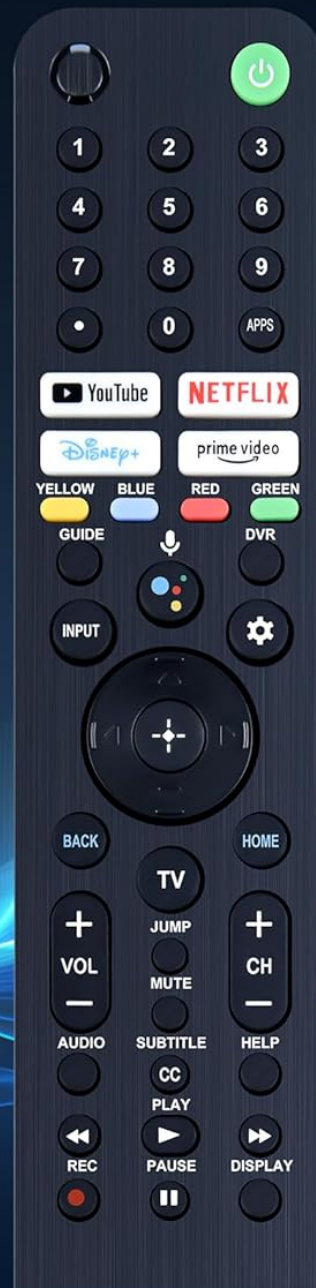 1 2 3
4 5 6
7 8 9
• 0 APPS
YouTube NETFLIX
Disney+ prime video
YELLOW BLUE RED GREEN
GUIDE DVR
INPUT
BACK HOME
TV
+ JUMP +
VOL CH
− MUTE −
AUDIO SUBTITLE HELP
CC
PLAY
REC PAUSE DISPLAY